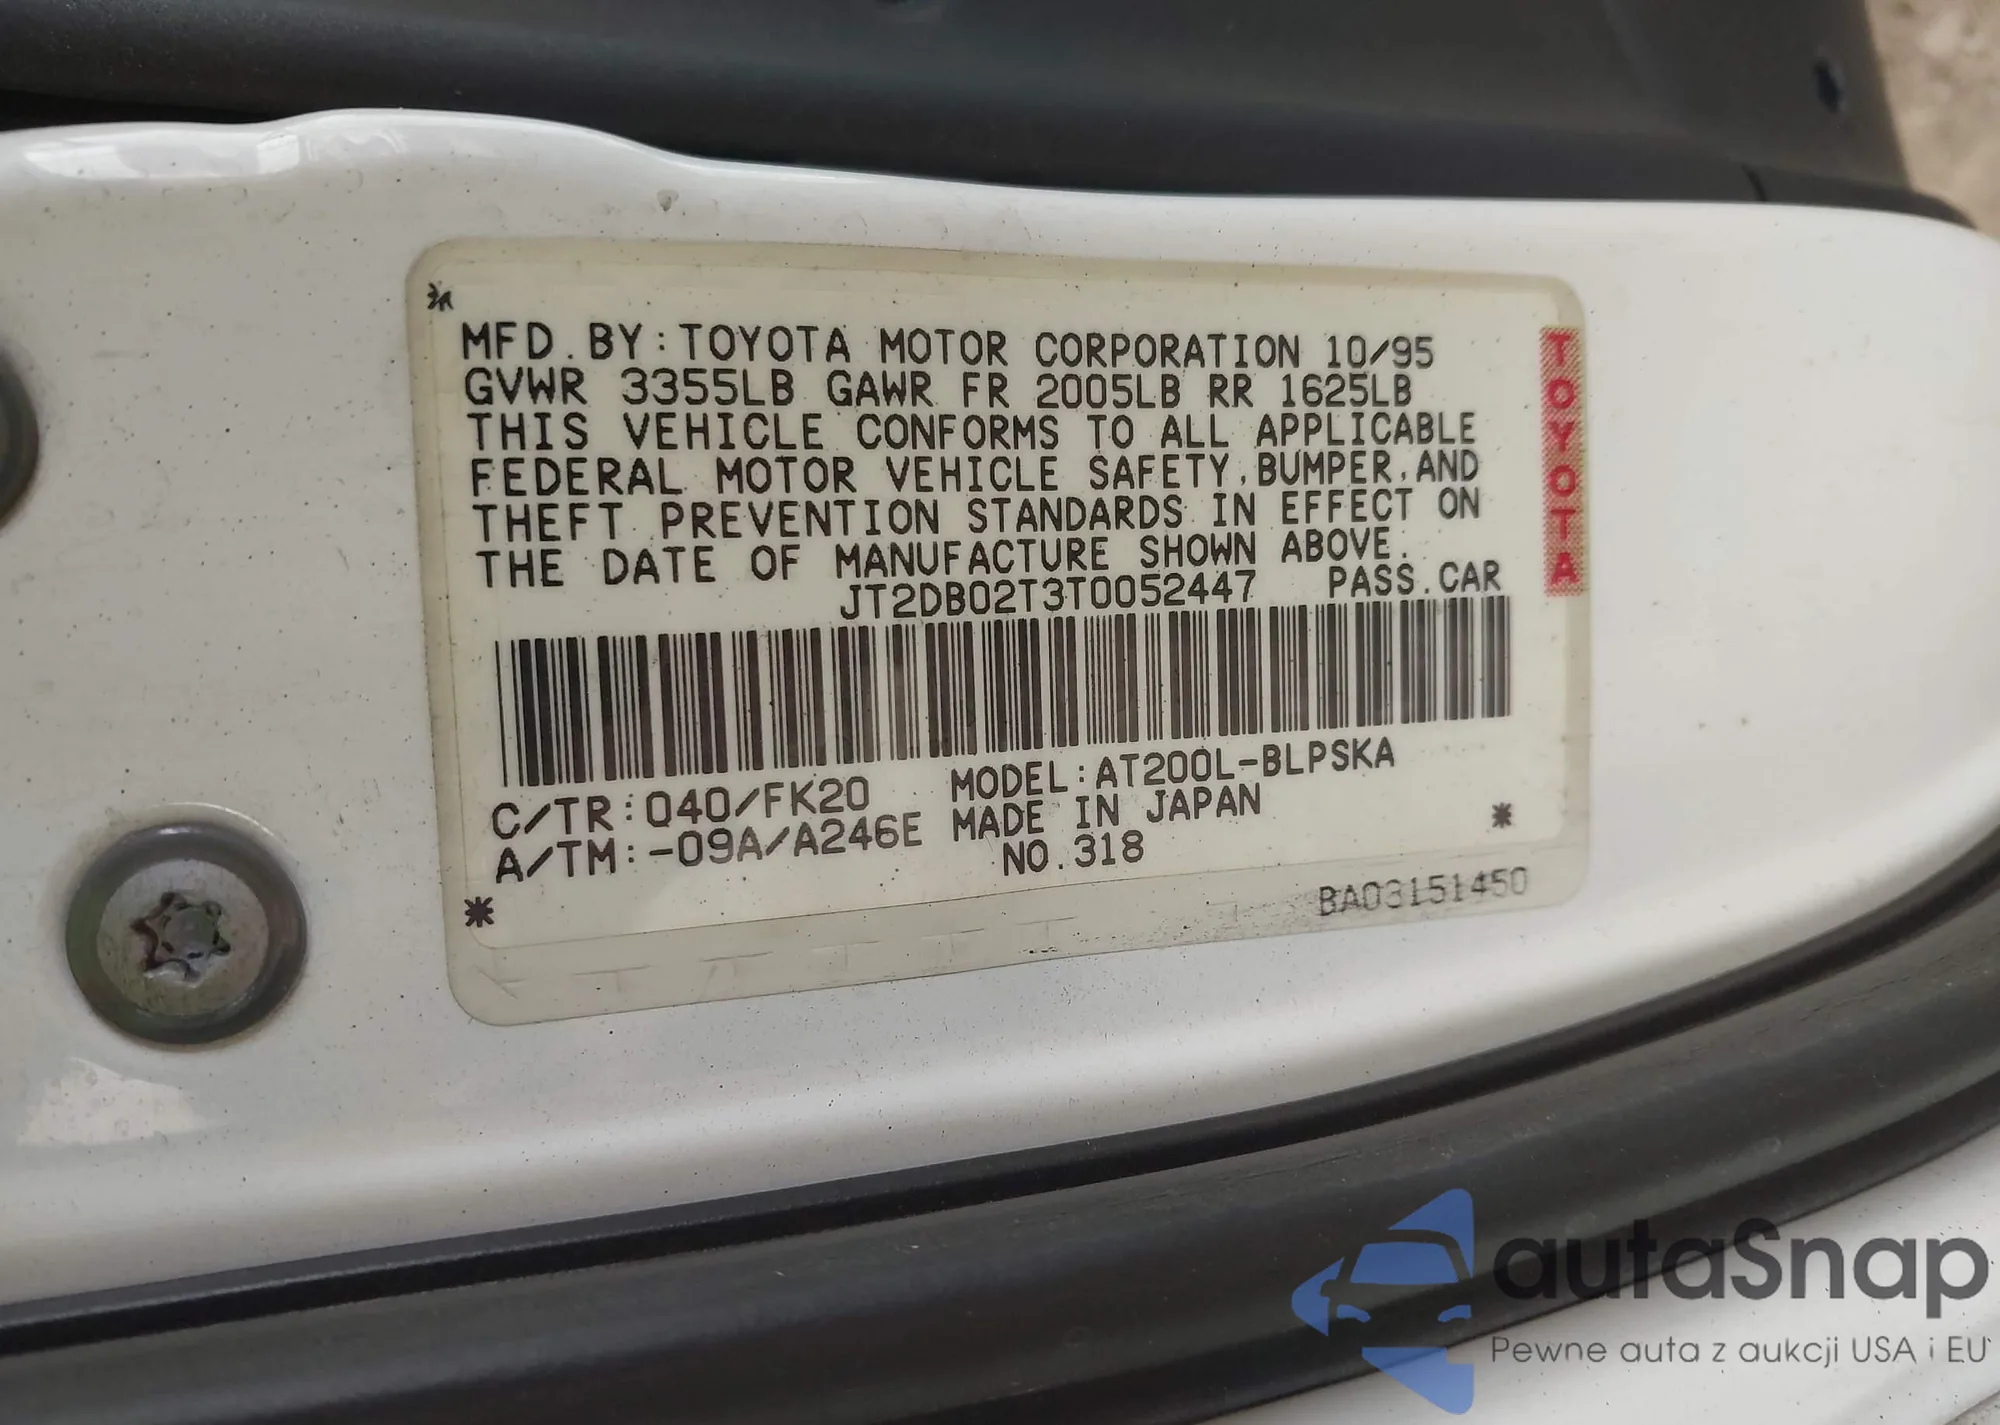 MFD. BY: TOYOTA MOTOR CORPORATION 10/95
GVWR 3355LB GAWR FR 2005LB RR 1625LB
THIS VEHICLE CONFORMS TO ALL APPLICABLE
FEDERAL MOTOR VEHICLE SAFETY, BUMPER, AND
THEFT PREVENTION STANDARDS IN EFFECT ON
THE DATE OF MANUFACTURE SHOWN ABOVE.
JT2DB02T3T0052447 PASS. CAR
C/TR: 040/FK20 MODEL: AT200L-BLPSKA
A/TM: -09A/A246E MADE IN JAPAN
NO. 318
BA03151450
TOYOTA
autaSnap
Pewne auta z aukcji USA i EU